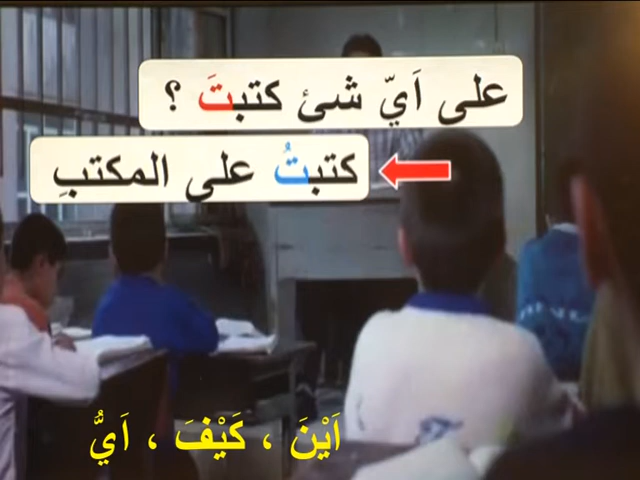 على اَيّ شئ كتبتَ ؟
كتبتُ على المكتبِ
اَيْنَ ، كَيْفَ ، اَيُّ